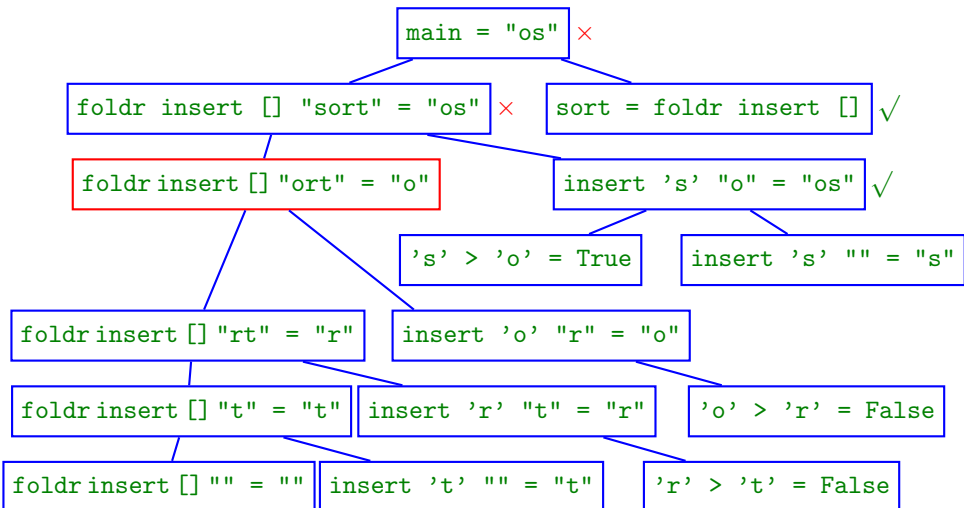 main = "os" ×
foldr insert [] "sort" = "os" ×
sort = foldr insert [] √
foldr insert [] "ort" = "o"
insert 's' "o" = "os" √
's' > 'o' = True
insert 's' "" = "s"
foldr insert [] "rt" = "r"
insert 'o' "r" = "o"
foldr insert [] "t" = "t"
insert 'r' "t" = "r"
'o' > 'r' = False
foldr insert [] "" = ""
insert 't' "" = "t"
'r' > 't' = False